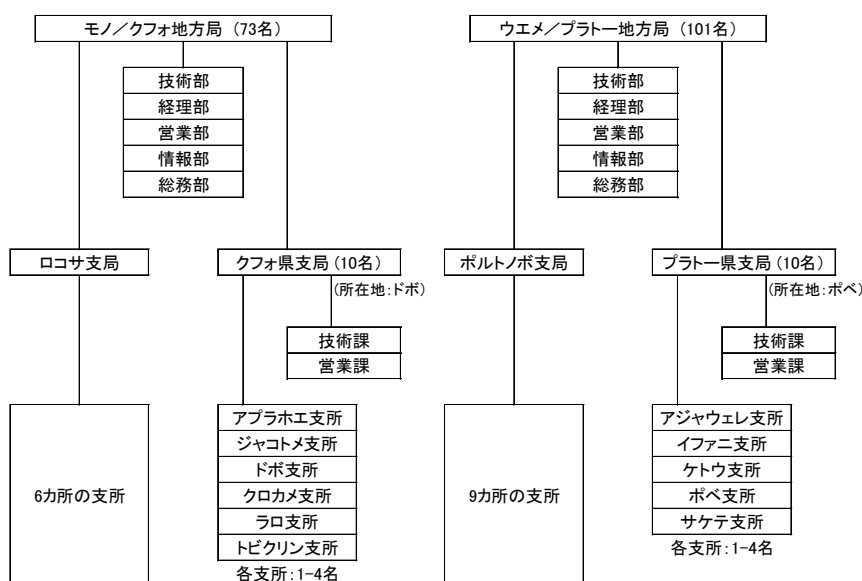 モノ／クフォ地方局 (73名)
技術部
経理部
営業部
情報部
総務部
ロコサ支局
クフォ県支局 (10名)
(所在地:ドボ)
技術課
営業課
6カ所の支所
アプラホエ支所
ジャコトメ支所
ドボ支所
クロカメ支所
ラロ支所
トビクリン支所
各支所:1-4名
ウエメ／プラトー地方局 (101名)
技術部
経理部
営業部
情報部
総務部
ポルトノボ支局
プラトー県支局 (10名)
(所在地:ポベ)
技術課
営業課
9カ所の支所
アジャウェレ支所
イファニ支所
ケトウ支所
ポベ支所
サケテ支所
各支所:1-4名